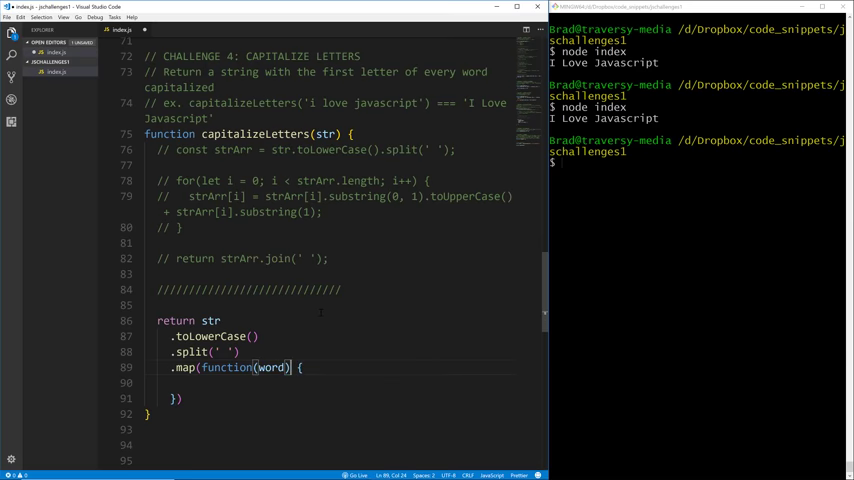 index.js - Visual Studio Code
File Edit Selection View Go Debug Tasks Help
EXPLORER
OPEN EDITORS 1 UNSAVED
index.js
JSCHALLENGES1
index.js
index.js
71
72 // CHALLENGE 4: CAPITALIZE LETTERS
73 // Return a string with the first letter of every word
capitalized
74 // ex. capitalizeLetters('i love javascript') === 'I Love
Javascript'
75 function capitalizeLetters(str) {
76 // const strArr = str.toLowerCase().split(' ');
77
78 // for(let i = 0; i < strArr.length; i++) {
79 //   strArr[i] = strArr[i].substring(0, 1).toUpperCase()
+ strArr[i].substring(1);
80 // }
81
82 // return strArr.join(' ');
83
84 /////////////////////////////
85
86 return str
87 .toLowerCase()
88 .split(' ')
89 .map(function(word) {
90
91 })
92 }
93
94
95
0 0
Go Live Ln 89, Col 24 Spaces: 2 UTF-8 CRLF JavaScript Prettier
MINGW64:/d/Dropbox/code_snippets/jschallenges1
Brad@traversy-media /d/Dropbox/code_snippets/j
schallenges1
$ node index
I Love Javascript
Brad@traversy-media /d/Dropbox/code_snippets/j
schallenges1
$ node index
I Love Javascript
Brad@traversy-media /d/Dropbox/code_snippets/j
schallenges1
$